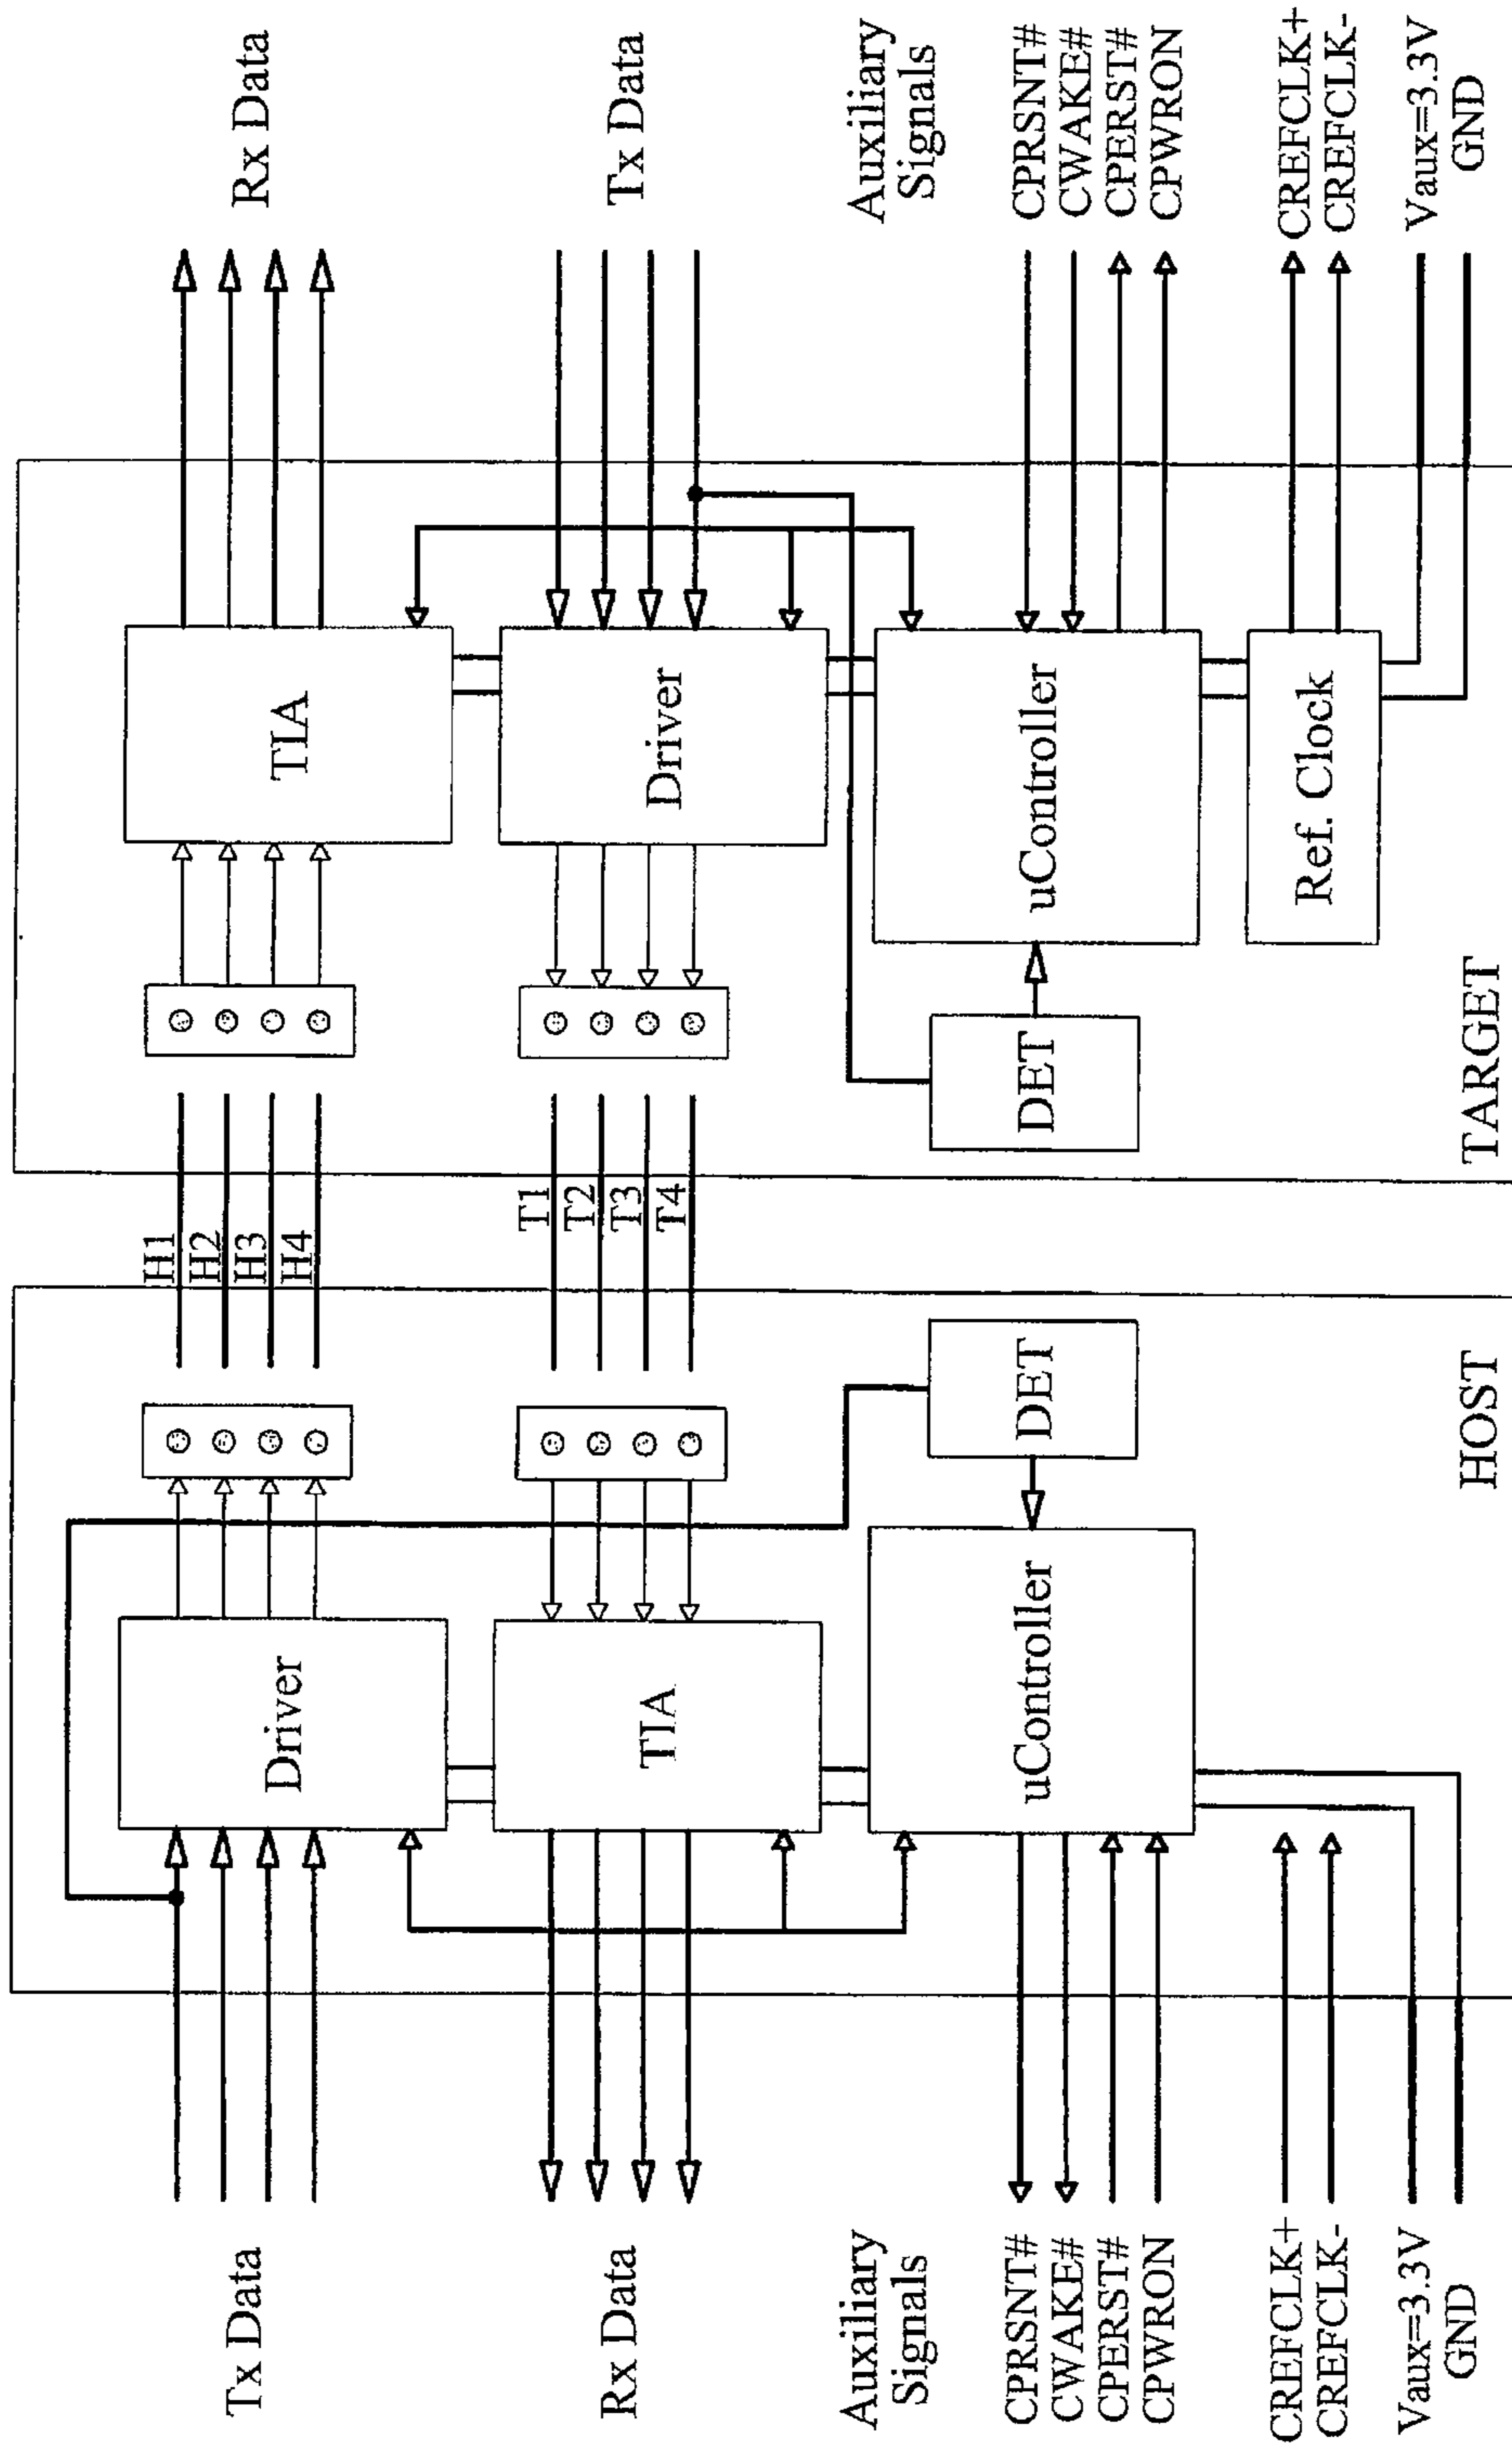 Tx Data
Rx Data
Auxiliary
Signals
CPRSNT#
CWAKE#
CPERST#
CPWRON
CREFCLK+
CREFCLK-
Vaux=3.3V
GND
Driver
TIA
uController
DET
HOST
H1
H2
H3
H4
T1
T2
T3
T4
TIA
Driver
uController
Ref. Clock
DET
TARGET
Rx Data
Tx Data
Auxiliary
Signals
CPRSNT#
CWAKE#
CPERST#
CPWRON
CREFCLK+
CREFCLK-
Vaux=3.3V
GND